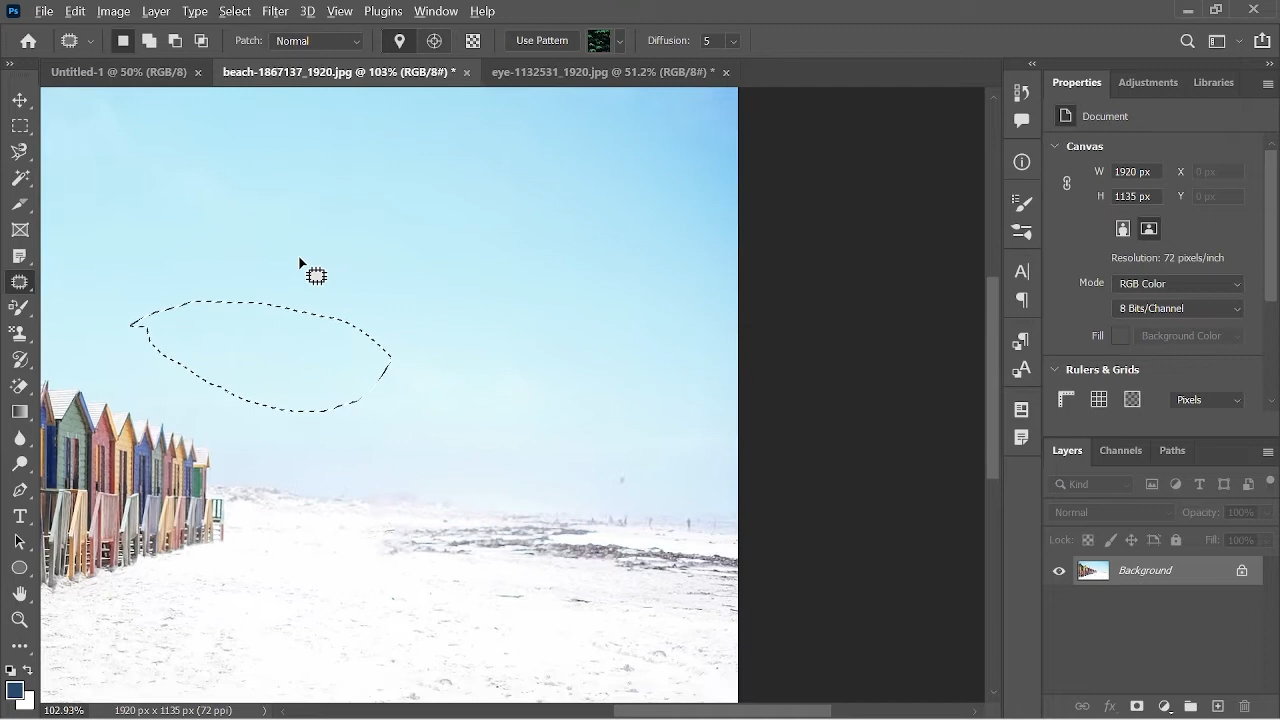 Ps File Edit Image Layer Type Select Filter 3D View Plugins Window Help
Patch: Normal Use Pattern Diffusion: 5
Untitled-1 @ 50% (RGB/8) × beach-1867137_1920.jpg @ 103% (RGB/8#) * × eye-1132531_1920.jpg @ 51.2% (RGB/8#) * ×
Properties Adjustments Libraries
Document
Canvas
W 1920 px X 0 px
H 1135 px Y 0 px
Resolution: 72 pixel/inch
Mode RGB Color
8 Bits/Channel
Fill Background Color
Rulers & Grids
Pixels
Layers Channels Paths
Kind
Normal Opacity: 100%
Lock: Fill: 100%
102.93% 1920 px x 1135 px (72 ppi)